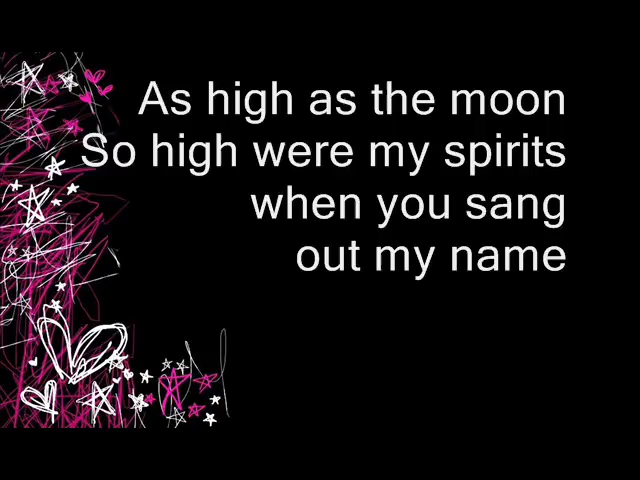 As high as the moon
So high were my spirits
when you sang
out my name